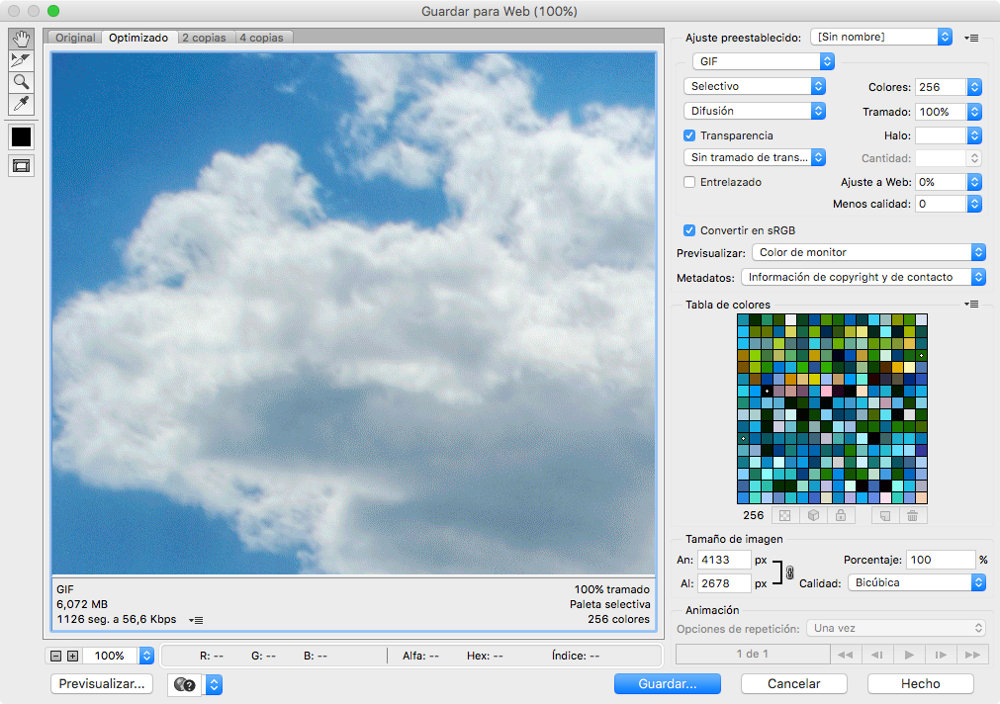 Guardar para Web (100%)
Original Optimizado 2 copias 4 copias
GIF
6,072 MB
1126 seg. a 56,6 Kbps
100% tramado
Paleta selectiva
256 colores
100% R: -- G: -- B: -- Alfa: -- Hex: -- Índice: --
Previsualizar... ?
Ajuste preestablecido: [Sin nombre]
GIF
Selectivo Colores: 256
Difusión Tramado: 100%
Transparencia Halo:
Sin tramado de trans... Cantidad:
Entrelazado Ajuste a Web: 0%
Menos calidad: 0
Convertir en sRGB
Previsualizar: Color de monitor
Metadatos: Información de copyright y de contacto
Tabla de colores
256
Tamaño de imagen
An: 4133 px Porcentaje: 100 %
Al: 2678 px Calidad: Bicúbica
Animación
Opciones de repetición: Una vez
1 de 1
Guardar... Cancelar Hecho